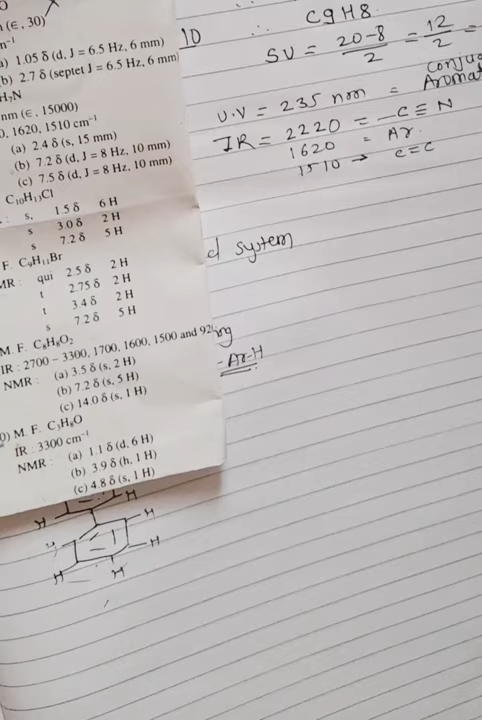 (ϵ, 30)
a) 1.05 δ (d, J = 6.5 Hz, 6 mm)
b) 2.7 δ (septet J = 6.5 Hz, 6 mm)
nm (ϵ, 15000)
1620, 1510 cm⁻¹
(a) 2.4 δ (s, 15 mm)
(b) 7.2 δ (d, J = 8 Hz, 10 mm)
(c) 7.5 δ (d, J = 8 Hz, 10 mm)
C₁₀H₁₃Cl
s, 1.5 δ 6 H
s 3.0 δ 2 H
s 7.2 δ 5 H
F. C₉H₁₁Br
MR : qui 2.5 δ 2 H
t 2.75 δ 2 H
t 3.4 δ 2 H
s 7.2 δ 5 H
M. F. C₈H₈O₂
IR : 2700 – 3300, 1700, 1600, 1500 and
NMR : (a) 3.5 δ (s, 2 H)
(b) 7.2 δ (s, 5 H)
(c) 14.0 δ (s, 1 H)
0) M. F. C₃H₈O
IR : 3300 cm⁻¹
NMR : (a) 1.1 δ (d, 6 H)
(b) 3.9 δ (h, 1 H)
(c) 4.8 δ (s, 1 H)
10 ∴ C9H8.
SV = 20-8/2 = 12/2 =
U.V = 235 nm = conjug
Aromat
IR = 2220 = -C≡N
1620 = Ar.
1510 → C=C
d system
- Ar-H
H
H H
H H
H H